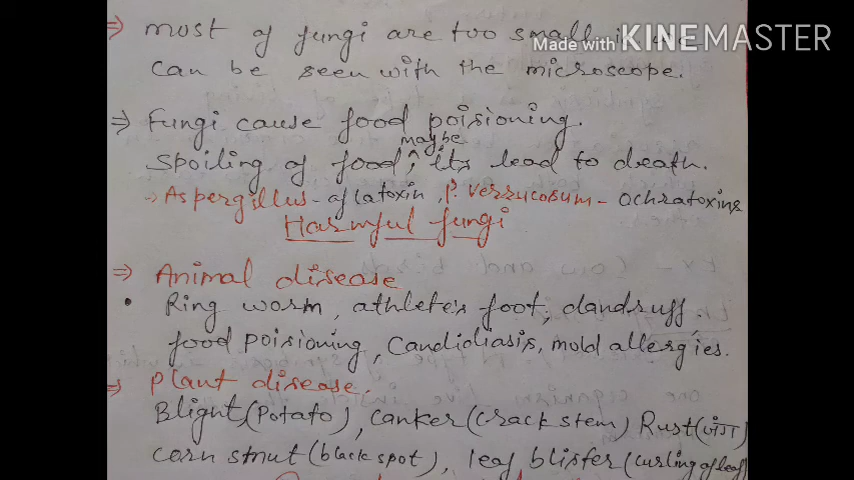 ⇒ most of fungi are too small
Made with KINEMASTER
can be seen with the microscope.
⇒ Fungi cause food poisioning.
maybe
Spoiling of food, its lead to death.
→ Aspergillus - aflatoxin, P. verrucosum - ochratoxins
Harmful fungi
⇒ Animal disease
• Ring worm, athlete's foot, dandruff,
food poisioning, Candidiasis, mold allergies.
⇒ Plant disease.
Blight (Potato), canker (crack stem) Rust (जंग)
corn smut (black spot), leaf blister (curling of leaf)